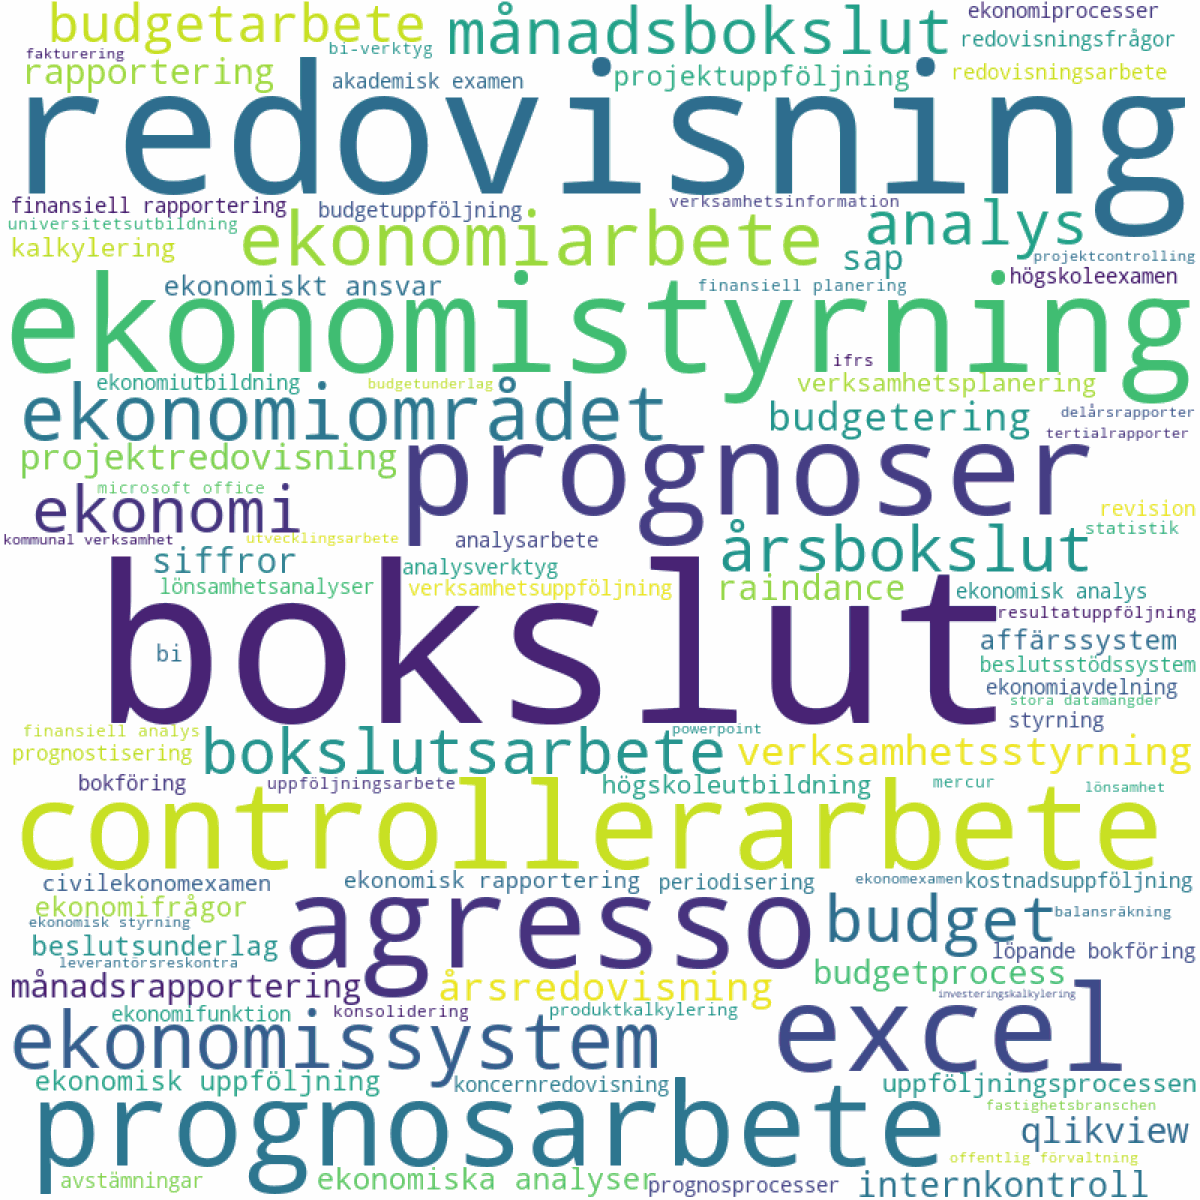 budgetarbete
månadsbokslut
ekonomiprocesser
redovisningsfrågor
fakturering
bi-verktyg
rapportering
akademisk examen
projektuppföljning
redovisningsarbete
redovisning
finansiell rapportering
budgetuppföljning
verksamhetsinformation
universitetsutbildning
kalkylering
ekonomiarbete
analys
sap
projektcontrolling
högskoleexamen
ekonomiskt ansvar
finansiell planering
ekonomistyrning
ifrs
ekonomiutbildning
budgetunderlag
verksamhetsplanering
ekonomiområdet
budgetering
delårsrapporter
tertialrapporter
projektredovisning
prognoser
microsoft office
ekonomi
revision
statistik
kommunal verksamhet
utvecklingsarbete
analysarbete
årsbokslut
siffror
analysverktyg
lönsamhetsanalyser
verksamhetsuppföljning
raindance
ekonomisk analys
resultatuppföljning
bokslut
bi
affärssystem
beslutsstödssystem
ekonomiavdelning
stora datamängder
styrning
finansiell analys
prognostisering
bokslutsarbete
powerpoint
verksamhetsstyrning
bokföring
uppföljningsarbete
högskoleutbildning
mercur
lönsamhet
controllerarbete
civilekonomexamen
ekonomisk rapportering
periodisering
ekonomexamen
kostnadsuppföljning
ekonomifrågor
ekonomisk styrning
agresso
budget
balansräkning
beslutsunderlag
löpande bokföring
leverantörsreskontra
månadsrapportering
årsredovisning
budgetprocess
investeringskalkylering
ekonomifunktion
konsolidering
produktkalkylering
excel
ekonomissystem
ekonomisk uppföljning
koncernredovisning
uppföljningsprocessen
prognosarbete
fastighetsbranschen
qlikview
offentlig förvaltning
avstämningar
ekonomiska analyser
prognosprocesser
internkontroll